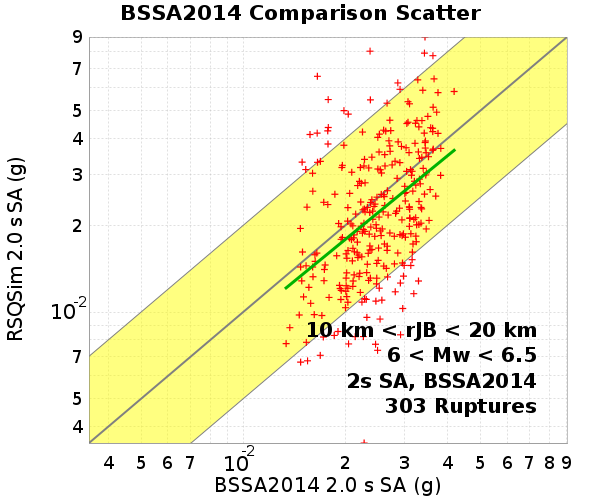 BSSA2014 Comparison Scatter
RSQSim 2.0 s SA (g)
9
7
5
4
3
2
10-2
7
5
4
10 km < rJB < 20 km
6 < Mw < 6.5
2s SA, BSSA2014
303 Ruptures
4 5 6 7 10-2 2 3 4 5 6 7 8 9
BSSA2014 2.0 s SA (g)